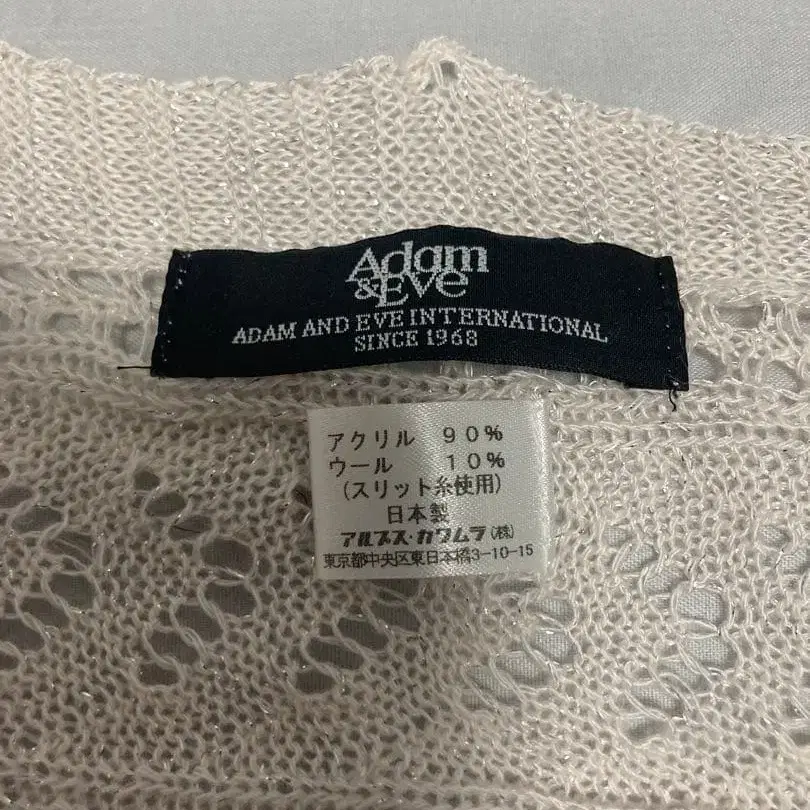 Adam
&Eve
ADAM AND EVE INTERNATIONAL
SINCE 1968
アクリル 90%
ウール 10%
(スリット糸使用)
日本製
アルプス・カワムラ(株)
東京都中央区東日本橋3-10-15